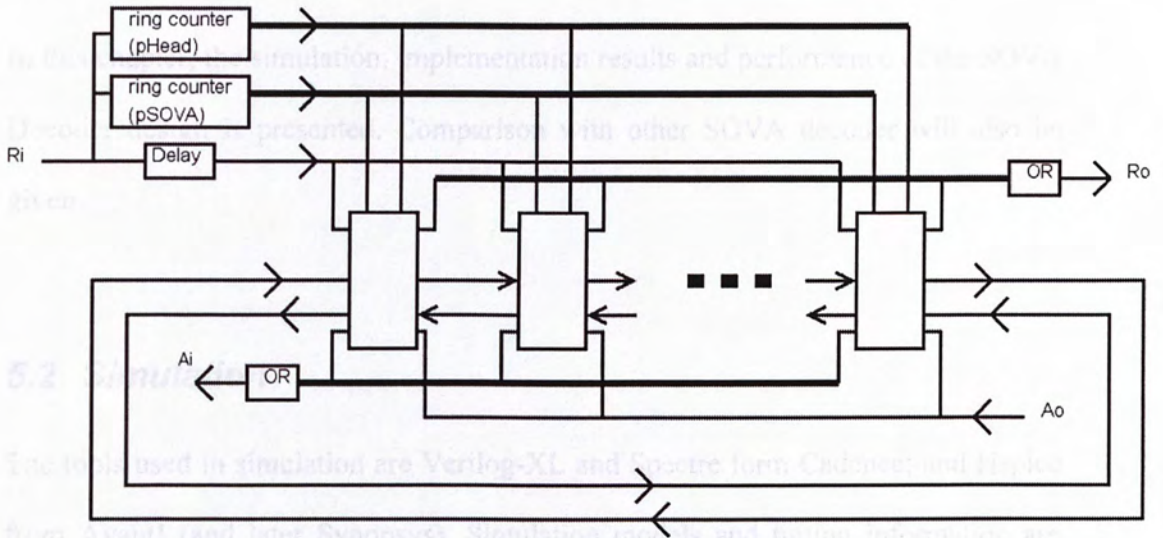 ring counter
(pHead)
ring counter
(pSOVA)
Ri
Delay
OR
Ro
Ai
OR
Ao
In this chapter, the simulation, implementation results and performance of the SOVA
Decoder design is presented. Comparison with other SOVA decoder will also be
given.
5.2 Simulation
The tools used in simulation are Verilog-XL and Spectre form Cadence; and Hspice
from Avant! (and later Synopsys). Simulation models and timing information are